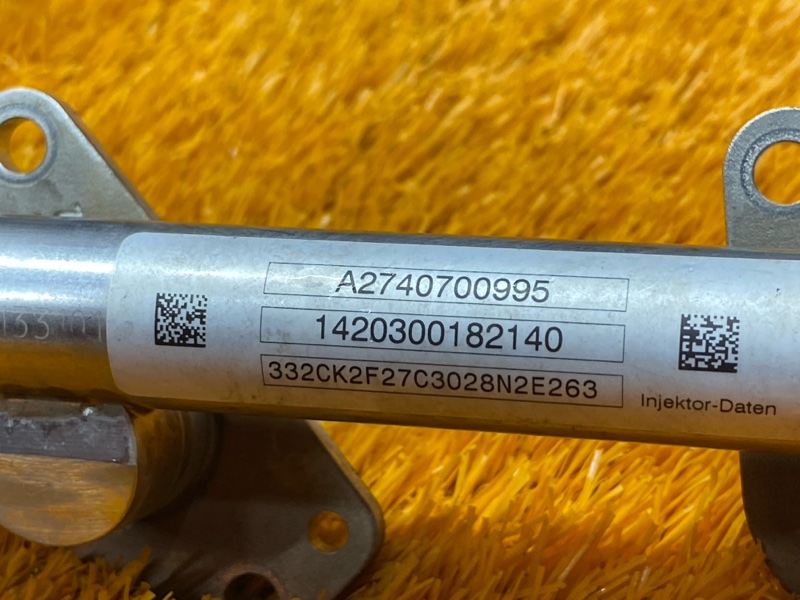 A2740700995
1420300182140
332CK2F27C3028N2E263
Injektor-Daten